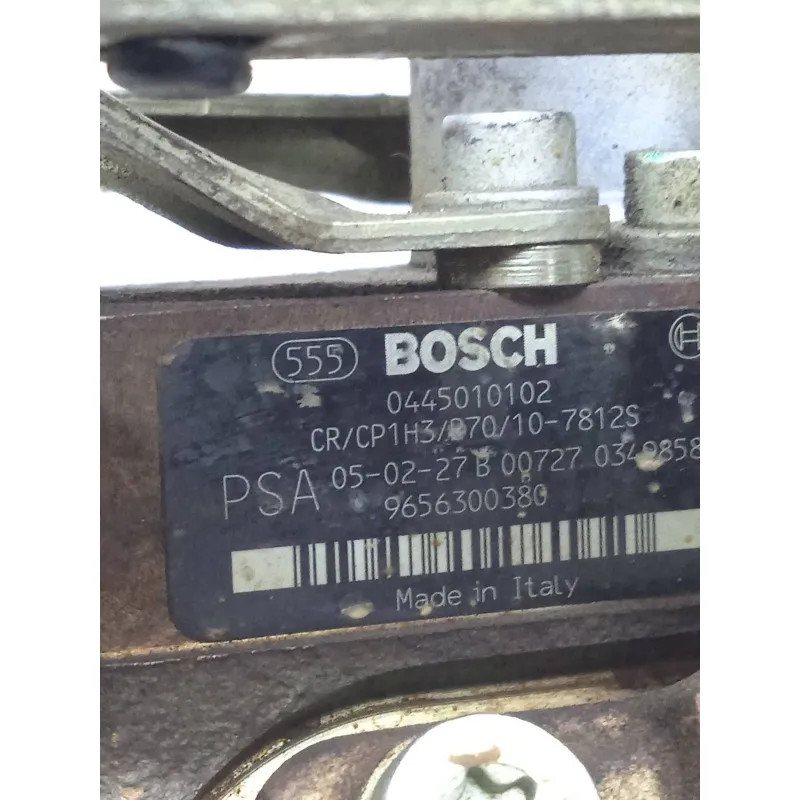 555 BOSCH
0445010102
CR/CP1H3/R70/10-7812S
PSA 05-02-27 B 00727 0349858
9656300380
Made in Italy